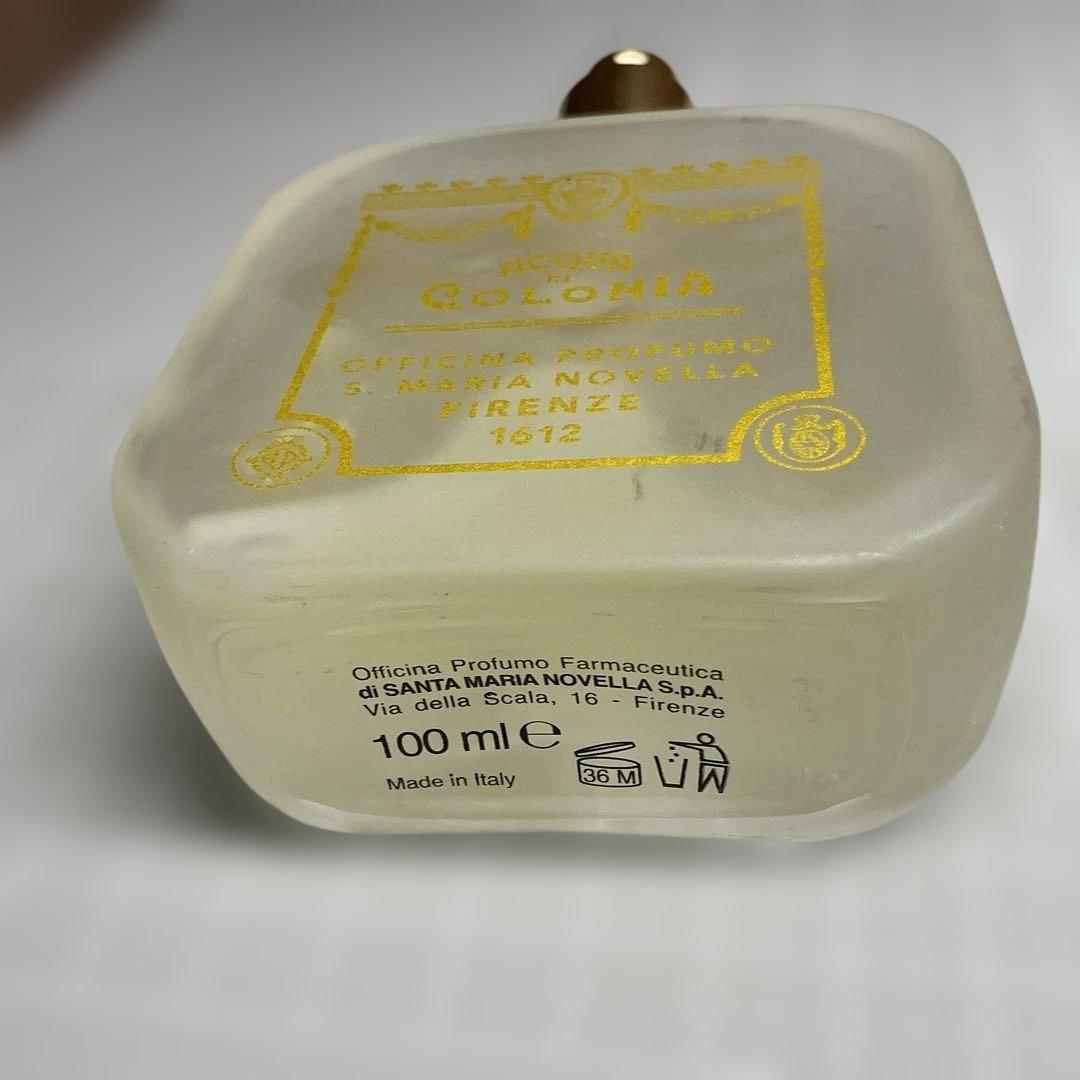 ACQUA
DI
COLONIA
OFFICINA PROFUMO
S. MARIA NOVELLA
FIRENZE
1612
Officina Profumo Farmaceutica
di SANTA MARIA NOVELLA S.p.A.
Via della Scala, 16 - Firenze
100 ml ℮
36 M
Made in Italy